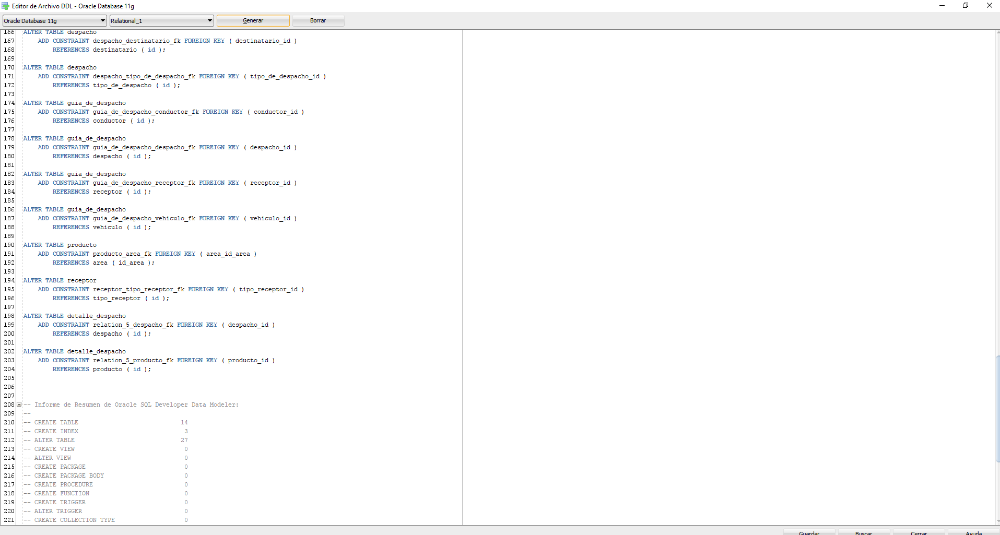 Editor de Archivo DDL - Oracle Database 11g
Oracle Database 11g Relational_1 Generar Borrar
166 ALTER TABLE despacho
167 ADD CONSTRAINT despacho_destinatario_fk FOREIGN KEY ( destinatario_id )
168 REFERENCES destinatario ( id );
169
170 ALTER TABLE despacho
171 ADD CONSTRAINT despacho_tipo_de_despacho_fk FOREIGN KEY ( tipo_de_despacho_id )
172 REFERENCES tipo_de_despacho ( id );
173
174 ALTER TABLE guia_de_despacho
175 ADD CONSTRAINT guia_de_despacho_conductor_fk FOREIGN KEY ( conductor_id )
176 REFERENCES conductor ( id );
177
178 ALTER TABLE guia_de_despacho
179 ADD CONSTRAINT guia_de_despacho_despacho_fk FOREIGN KEY ( despacho_id )
180 REFERENCES despacho ( id );
181
182 ALTER TABLE guia_de_despacho
183 ADD CONSTRAINT guia_de_despacho_receptor_fk FOREIGN KEY ( receptor_id )
184 REFERENCES receptor ( id );
185
186 ALTER TABLE guia_de_despacho
187 ADD CONSTRAINT guia_de_despacho_vehiculo_fk FOREIGN KEY ( vehiculo_id )
188 REFERENCES vehiculo ( id );
189
190 ALTER TABLE producto
191 ADD CONSTRAINT producto_area_fk FOREIGN KEY ( area_id_area )
192 REFERENCES area ( id_area );
193
194 ALTER TABLE receptor
195 ADD CONSTRAINT receptor_tipo_receptor_fk FOREIGN KEY ( tipo_receptor_id )
196 REFERENCES tipo_receptor ( id );
197
198 ALTER TABLE detalle_despacho
199 ADD CONSTRAINT relation_5_despacho_fk FOREIGN KEY ( despacho_id )
200 REFERENCES despacho ( id );
201
202 ALTER TABLE detalle_despacho
203 ADD CONSTRAINT relation_5_producto_fk FOREIGN KEY ( producto_id )
204 REFERENCES producto ( id );
205
206
207
208 -- Informe de Resumen de Oracle SQL Developer Data Modeler:
209 --
210 -- CREATE TABLE 14
211 -- CREATE INDEX 3
212 -- ALTER TABLE 27
213 -- CREATE VIEW 0
214 -- ALTER VIEW 0
215 -- CREATE PACKAGE 0
216 -- CREATE PACKAGE BODY 0
217 -- CREATE PROCEDURE 0
218 -- CREATE FUNCTION 0
219 -- CREATE TRIGGER 0
220 -- ALTER TRIGGER 0
221 -- CREATE COLLECTION TYPE 0
Guardar Buscar Cerrar Ayuda